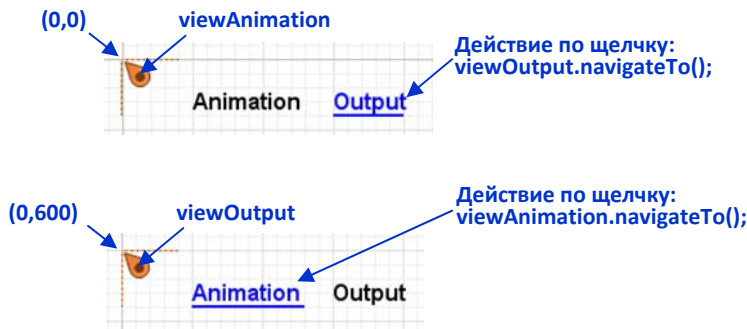 (0,0)
viewAnimation
Действие по щелчку:
viewOutput.navigateTo();
Animation
Output
(0,600)
viewOutput
Действие по щелчку:
viewAnimation.navigateTo();
Animation
Output